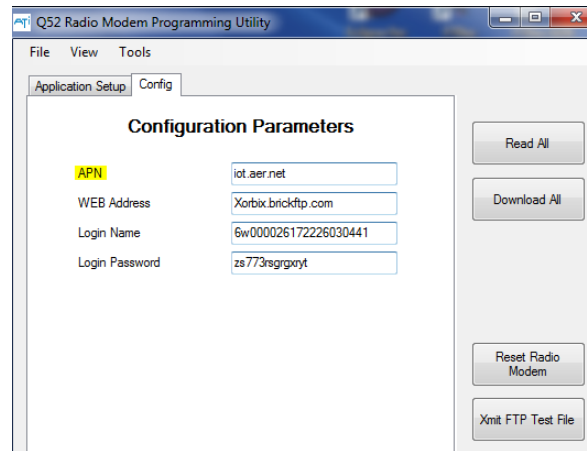 ATi Q52 Radio Modem Programming Utility
File View Tools
Application Setup Config
Configuration Parameters
APN iot.aer.net
WEB Address Xorbix.brickftp.com
Login Name 6w000026172226030441
Login Password zs773rsgrgxryt
Read All
Download All
Reset Radio
Modem
Xmit FTP Test File